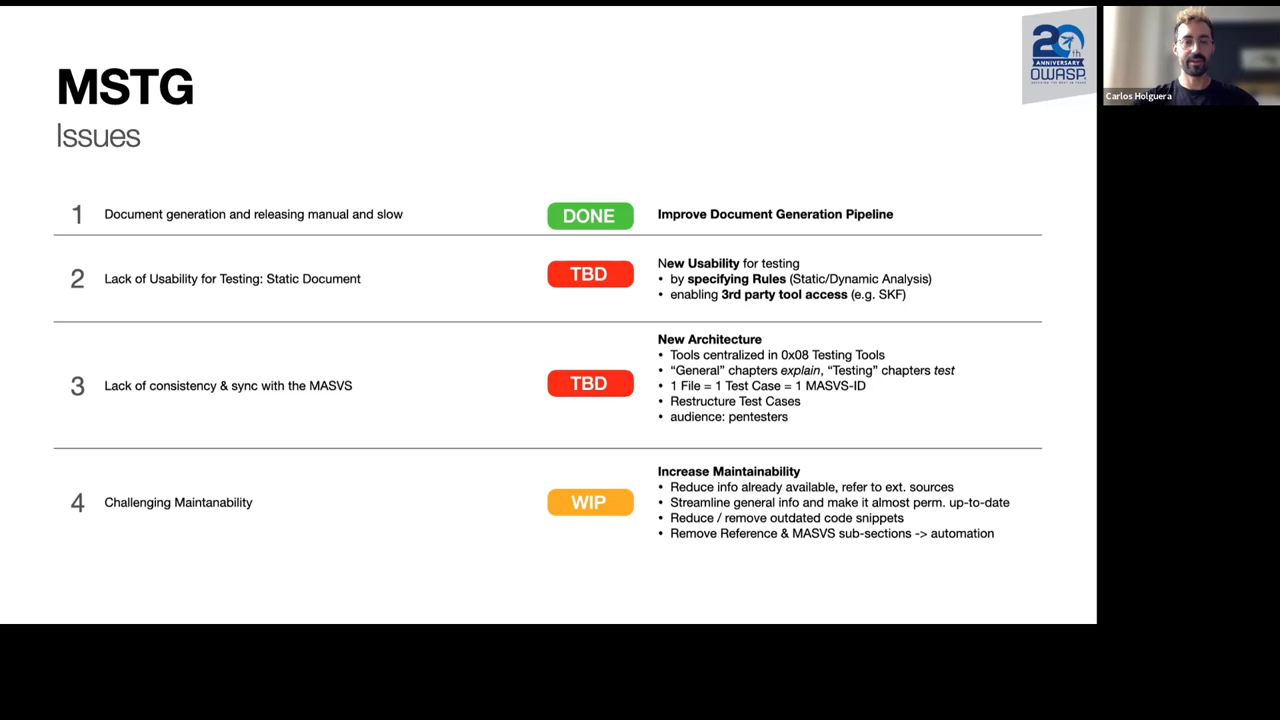 MSTG
Issues
20th
ANNIVERSARY
OWASP
Carlos Holguera
1 Document generation and releasing manual and slow DONE Improve Document Generation Pipeline
2 Lack of Usability for Testing: Static Document TBD New Usability for testing
• by specifying Rules (Static/Dynamic Analysis)
• enabling 3rd party tool access (e.g. SKF)
3 Lack of consistency & sync with the MASVS TBD New Architecture
• Tools centralized in 0x08 Testing Tools
• “General” chapters explain, “Testing” chapters test
• 1 File = 1 Test Case = 1 MASVS-ID
• Restructure Test Cases
• audience: pentesters
4 Challenging Maintanability WIP Increase Maintainability
• Reduce info already available, refer to ext. sources
• Streamline general info and make it almost perm. up-to-date
• Reduce / remove outdated code snippets
• Remove Reference & MASVS sub-sections -> automation